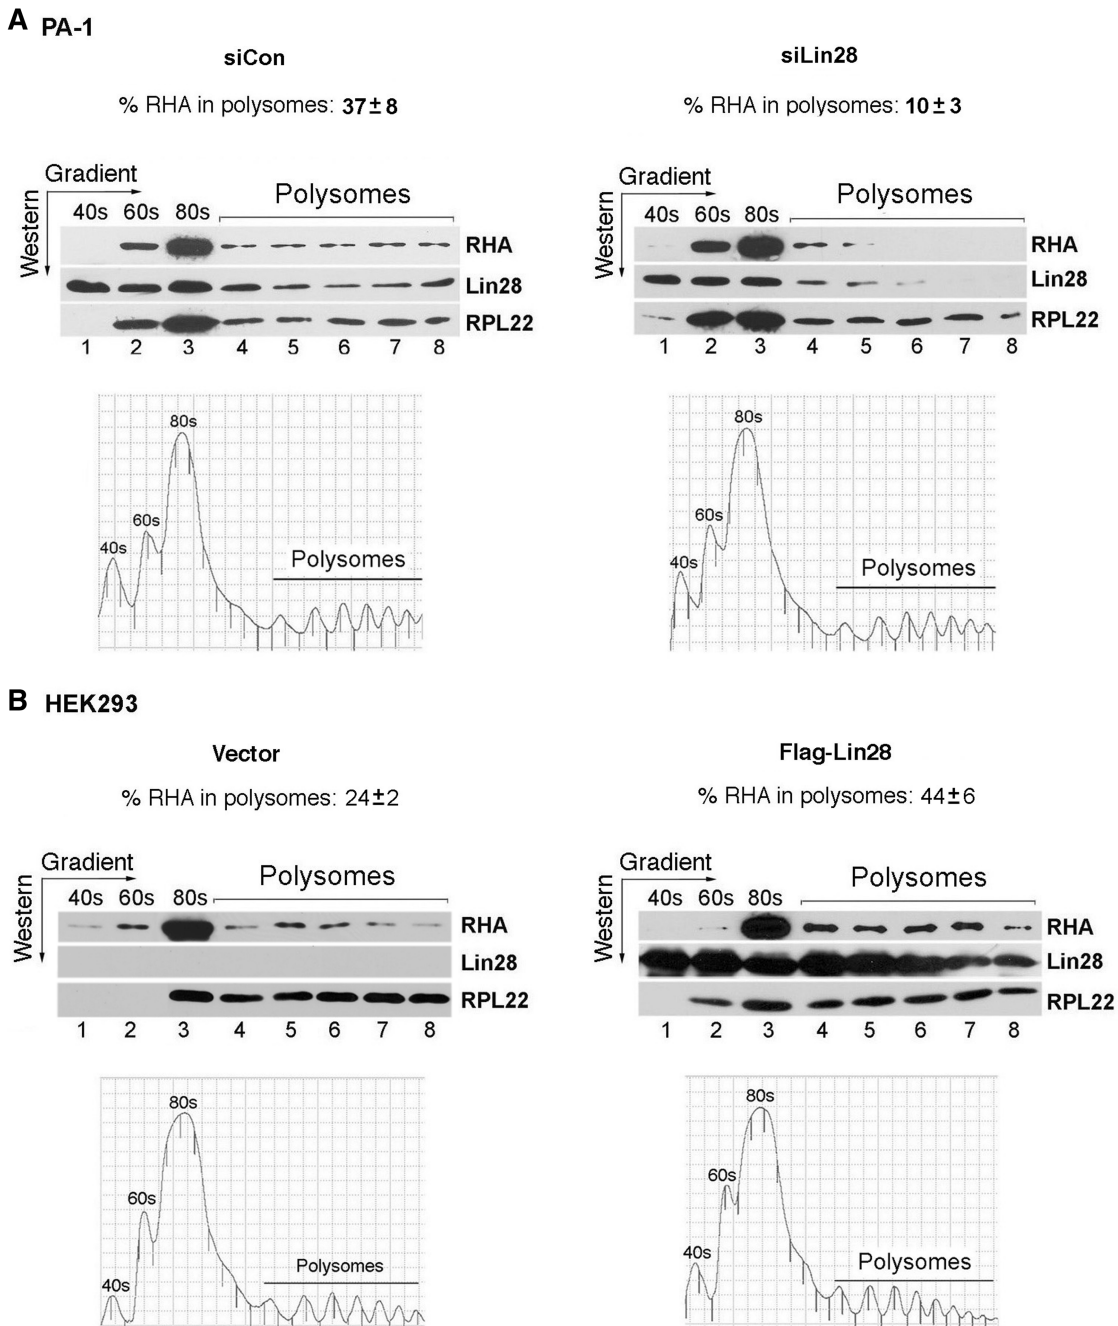 A PA-1
siCon
siLin28
% RHA in polysomes: 37±8
% RHA in polysomes: 10±3
Gradient
Western
Polysomes
40s 60s 80s
RHA
Lin28
RPL22
1 2 3 4 5 6 7 8
Gradient
Western
Polysomes
40s 60s 80s
RHA
Lin28
RPL22
1 2 3 4 5 6 7 8
80s
60s
40s
Polysomes
80s
60s
40s
Polysomes
B HEK293
Vector
Flag-Lin28
% RHA in polysomes: 24±2
% RHA in polysomes: 44±6
Gradient
Western
Polysomes
40s 60s 80s
RHA
Lin28
RPL22
1 2 3 4 5 6 7 8
Gradient
Western
Polysomes
40s 60s 80s
RHA
Lin28
RPL22
1 2 3 4 5 6 7 8
80s
60s
40s
Polysomes
80s
60s
40s
Polysomes